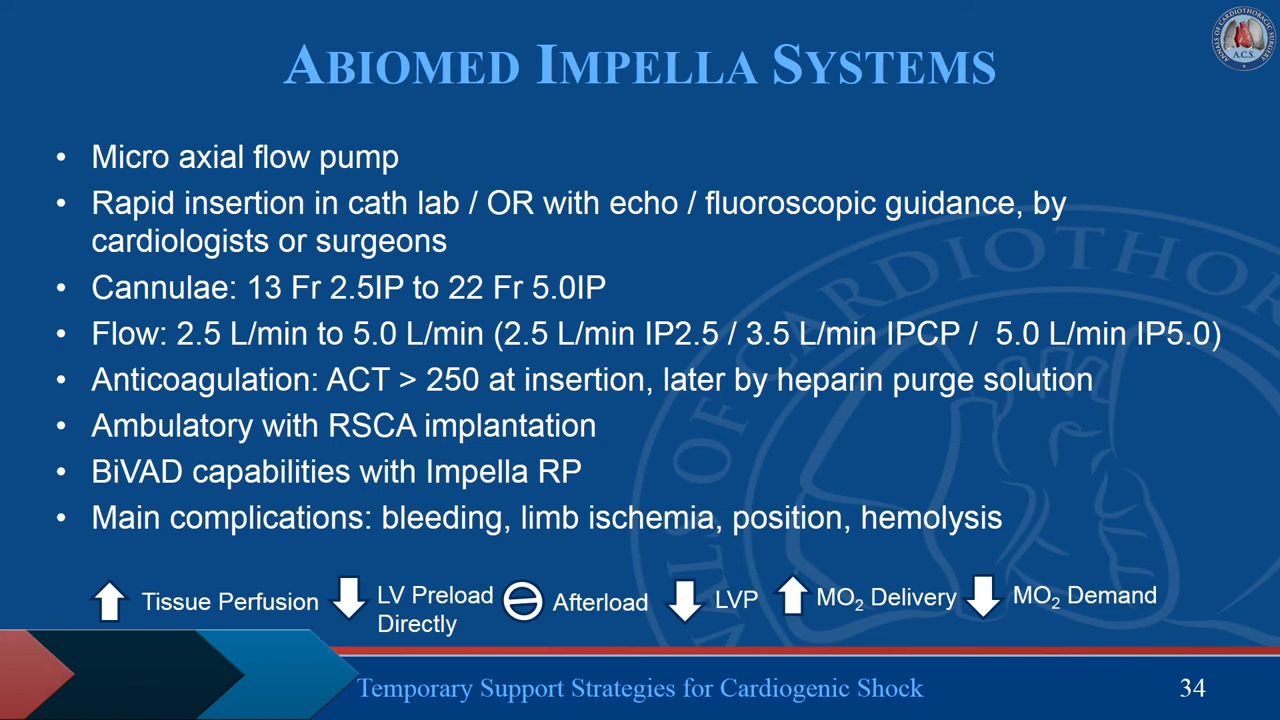 ABIOMED IMPELLA SYSTEMS
ANNALS OF CARDIOTHORACIC SURGERY
A.C.S.
• Micro axial flow pump
• Rapid insertion in cath lab / OR with echo / fluoroscopic guidance, by
cardiologists or surgeons
• Cannulae: 13 Fr 2.5IP to 22 Fr 5.0IP
• Flow: 2.5 L/min to 5.0 L/min (2.5 L/min IP2.5 / 3.5 L/min IPCP / 5.0 L/min IP5.0)
• Anticoagulation: ACT > 250 at insertion, later by heparin purge solution
• Ambulatory with RSCA implantation
• BiVAD capabilities with Impella RP
• Main complications: bleeding, limb ischemia, position, hemolysis
Tissue Perfusion
LV Preload
Directly
Afterload
LVP
MO₂ Delivery
MO₂ Demand
Temporary Support Strategies for Cardiogenic Shock
34